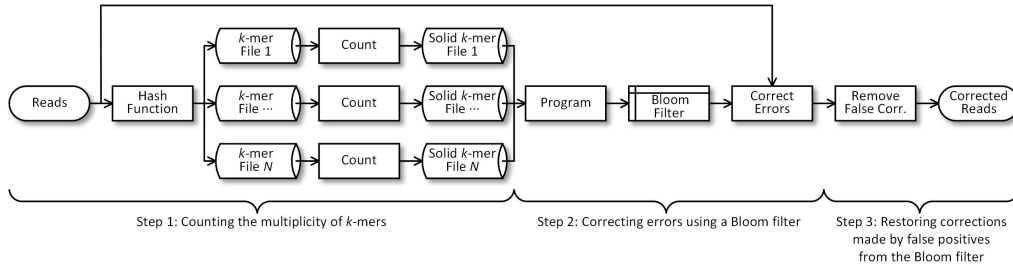 Reads
Hash
Function
k-mer
File 1
Count
Solid k-mer
File 1
k-mer
File ···
Count
Solid k-mer
File ···
k-mer
File N
Count
Solid k-mer
File N
Program
Bloom
Filter
Correct
Errors
Remove
False Corr.
Corrected
Reads
Step 1: Counting the multiplicity of k-mers
Step 2: Correcting errors using a Bloom filter
Step 3: Restoring corrections
made by false positives
from the Bloom filter